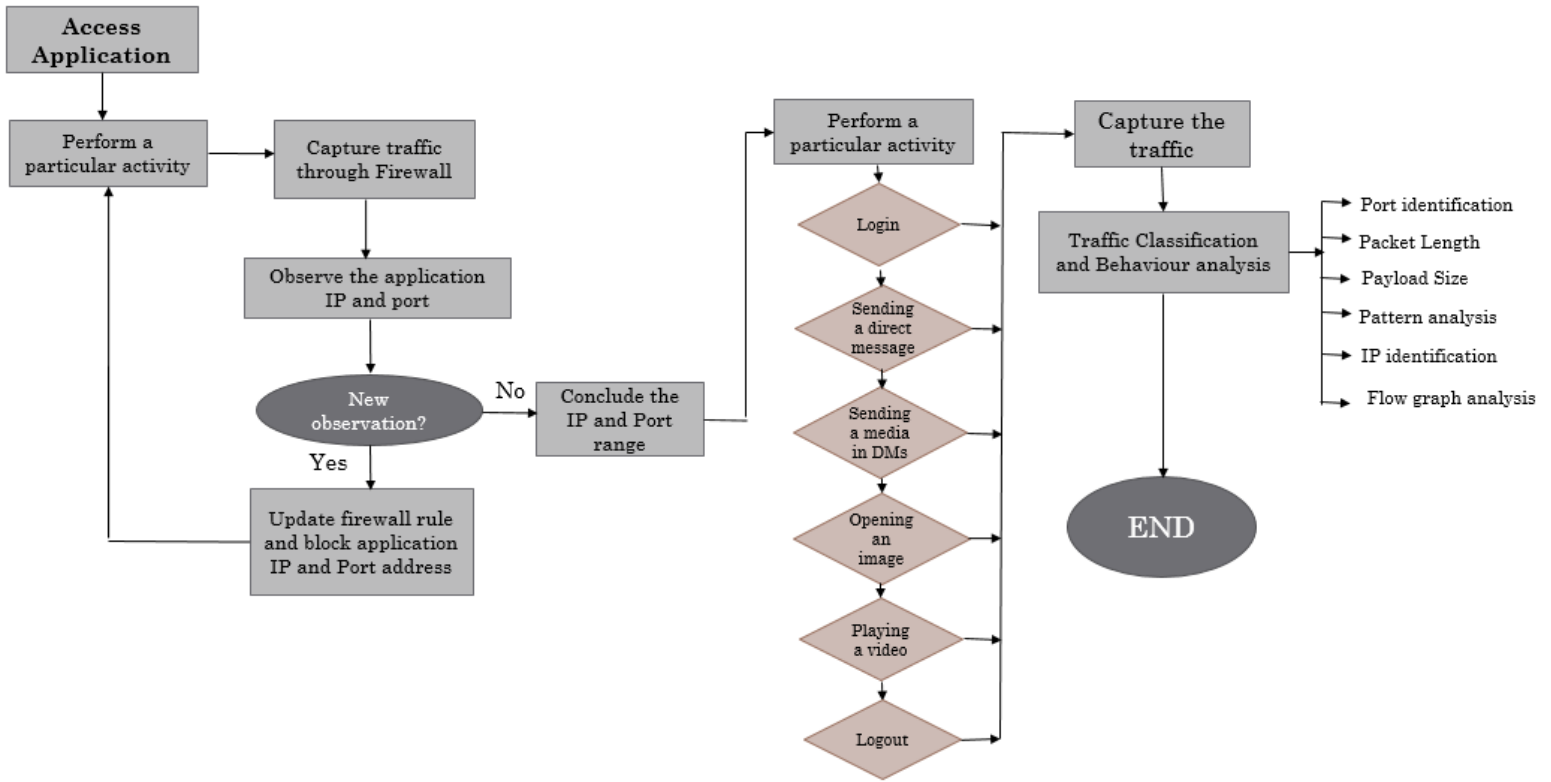 Access
Application
Perform a
particular activity
Capture traffic
through Firewall
Observe the application
IP and port
New
observation?
No
Yes
Update firewall rule
and block application
IP and Port address
Conclude the
IP and Port
range
Perform a
particular activity
Login
Sending
a direct
message
Sending
a media
in DMs
Opening
an
image
Playing
a video
Logout
Capture the
traffic
Traffic Classification
and Behaviour analysis
Port identification
Packet Length
Payload Size
Pattern analysis
IP identification
Flow graph analysis
END